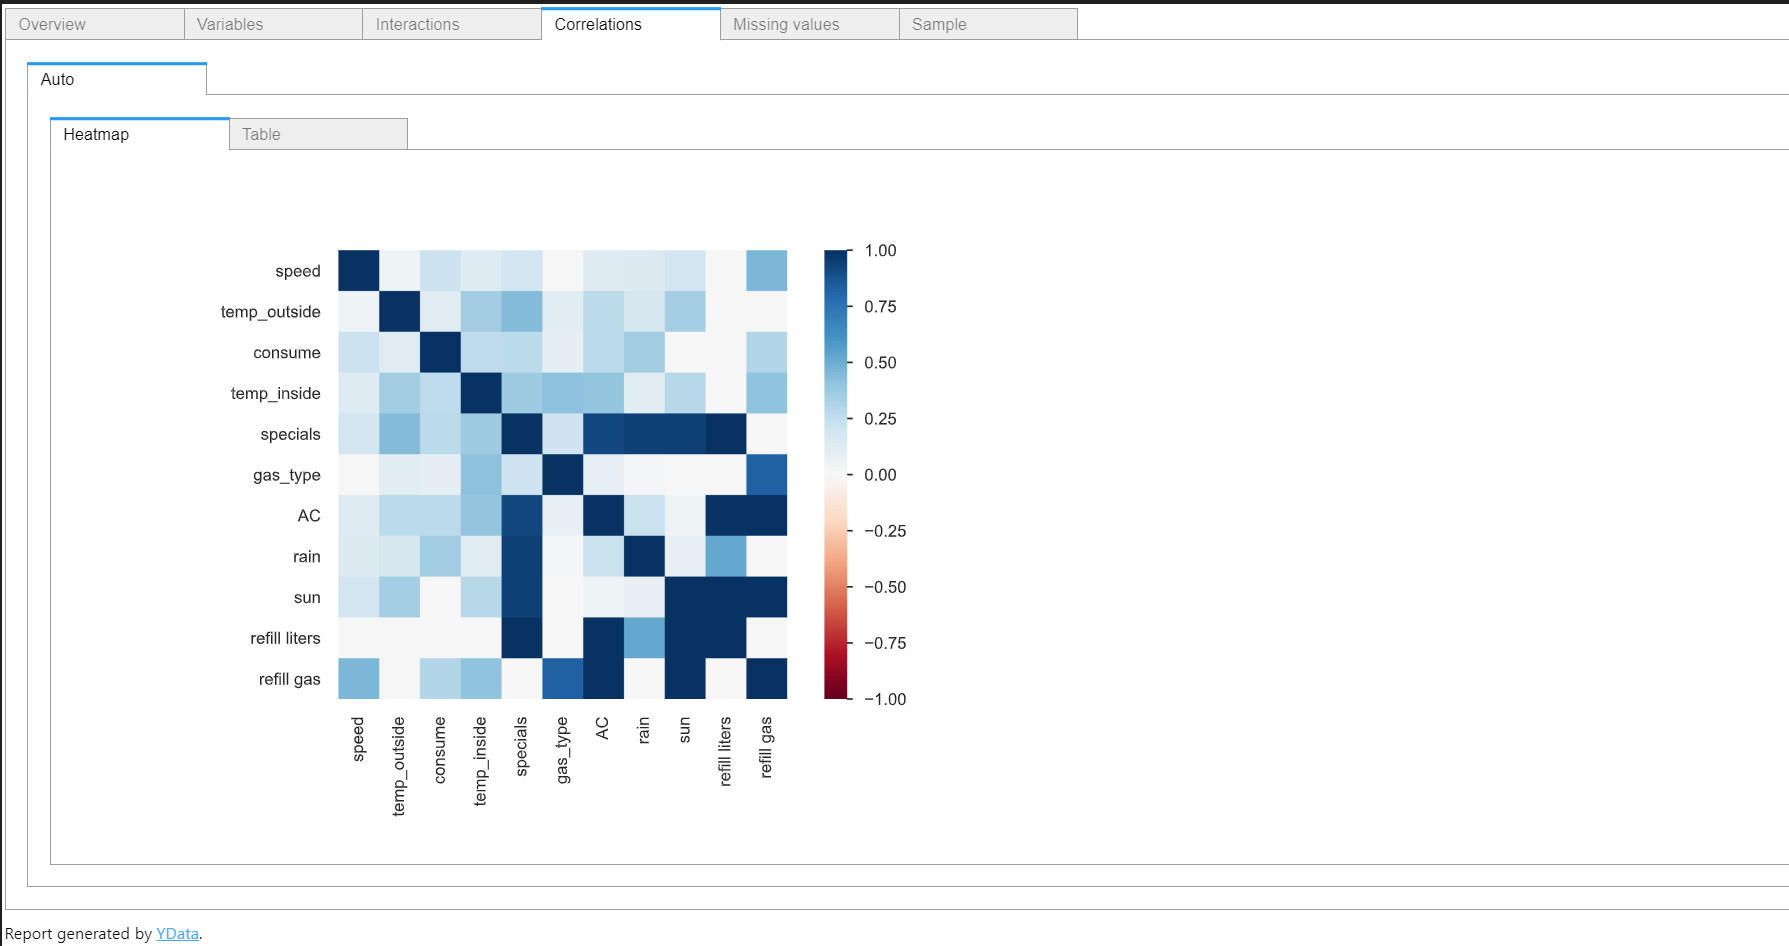 Overview Variables Interactions Correlations Missing values Sample
Auto
Heatmap Table
speed
temp_outside
consume
temp_inside
specials
gas_type
AC
rain
sun
refill liters
refill gas
speed
temp_outside
consume
temp_inside
specials
gas_type
AC
rain
sun
refill liters
refill gas
1.00
0.75
0.50
0.25
0.00
−0.25
−0.50
−0.75
−1.00
Report generated by YData.